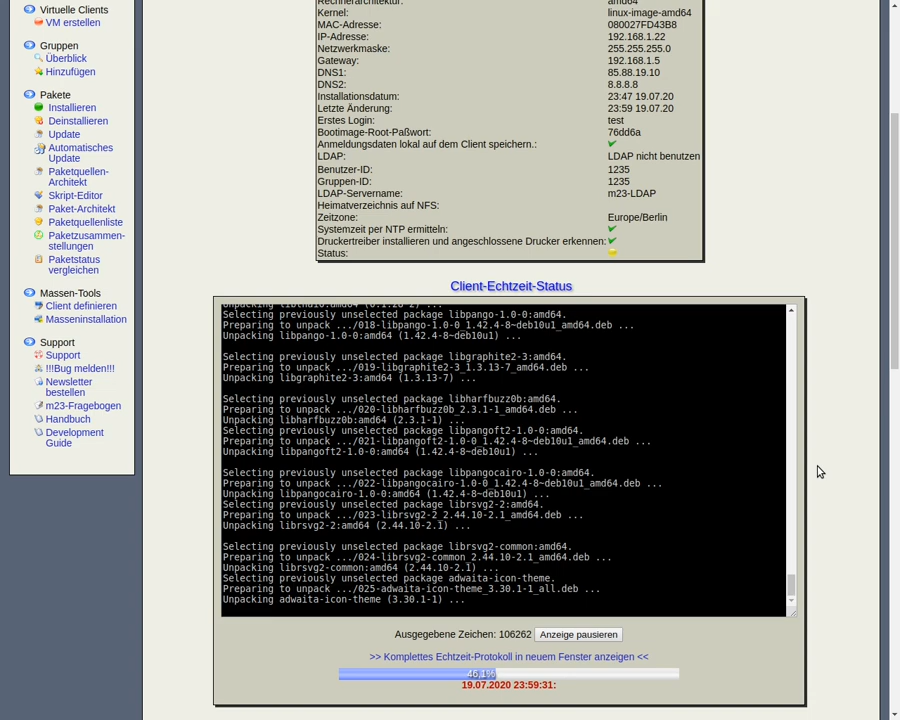 Virtuelle Clients
VM erstellen
Gruppen
Überblick
Hinzufügen
Pakete
Installieren
Deinstallieren
Update
Automatisches
Update
Paketquellen-
Architekt
Skript-Editor
Paket-Architekt
Paketquellenliste
Paketzusammen-
stellungen
Paketstatus
vergleichen
Massen-Tools
Client definieren
Masseninstallation
Support
Support
!!!Bug melden!!!
Newsletter
bestellen
m23-Fragebogen
Handbuch
Development
Guide
Rechnerarchitektur: amd64
Kernel: linux-image-amd64
MAC-Adresse: 080027FD43B8
IP-Adresse: 192.168.1.22
Netzwerkmaske: 255.255.255.0
Gateway: 192.168.1.5
DNS1: 85.88.19.10
DNS2: 8.8.8.8
Installationsdatum: 23:47 19.07.20
Letzte Änderung: 23:59 19.07.20
Erstes Login: test
Bootimage-Root-Paßwort: 76dd6a
Anmeldungsdaten lokal auf dem Client speichern.:
LDAP: LDAP nicht benutzen
Benutzer-ID: 1235
Gruppen-ID: 1235
LDAP-Servername: m23-LDAP
Heimatverzeichnis auf NFS:
Zeitzone: Europe/Berlin
Systemzeit per NTP ermitteln:
Druckertreiber installieren und angeschlossene Drucker erkennen:
Status:
Client-Echtzeit-Status
Unpacking libthai0:amd64 (0.1.28-2) ...
Selecting previously unselected package libpango-1.0-0:amd64.
Preparing to unpack .../018-libpango-1.0-0_1.42.4-8~deb10u1_amd64.deb ...
Unpacking libpango-1.0-0:amd64 (1.42.4-8~deb10u1) ...
Selecting previously unselected package libgraphite2-3:amd64.
Preparing to unpack .../019-libgraphite2-3_1.3.13-7_amd64.deb ...
Unpacking libgraphite2-3:amd64 (1.3.13-7) ...
Selecting previously unselected package libharfbuzz0b:amd64.
Preparing to unpack .../020-libharfbuzz0b_2.3.1-1_amd64.deb ...
Unpacking libharfbuzz0b:amd64 (2.3.1-1) ...
Selecting previously unselected package libpangoft2-1.0-0:amd64.
Preparing to unpack .../021-libpangoft2-1.0-0_1.42.4-8~deb10u1_amd64.deb ...
Unpacking libpangoft2-1.0-0:amd64 (1.42.4-8~deb10u1) ...
Selecting previously unselected package libpangocairo-1.0-0:amd64.
Preparing to unpack .../022-libpangocairo-1.0-0_1.42.4-8~deb10u1_amd64.deb ...
Unpacking libpangocairo-1.0-0:amd64 (1.42.4-8~deb10u1) ...
Selecting previously unselected package librsvg2-2:amd64.
Preparing to unpack .../023-librsvg2-2_2.44.10-2.1_amd64.deb ...
Unpacking librsvg2-2:amd64 (2.44.10-2.1) ...
Selecting previously unselected package librsvg2-common:amd64.
Preparing to unpack .../024-librsvg2-common_2.44.10-2.1_amd64.deb ...
Unpacking librsvg2-common:amd64 (2.44.10-2.1) ...
Selecting previously unselected package adwaita-icon-theme.
Preparing to unpack .../025-adwaita-icon-theme_3.30.1-1_all.deb ...
Unpacking adwaita-icon-theme (3.30.1-1) ...
Ausgegebene Zeichen: 106262 Anzeige pausieren
>> Komplettes Echtzeit-Protokoll in neuem Fenster anzeigen <<
46.1%
19.07.2020 23:59:31: